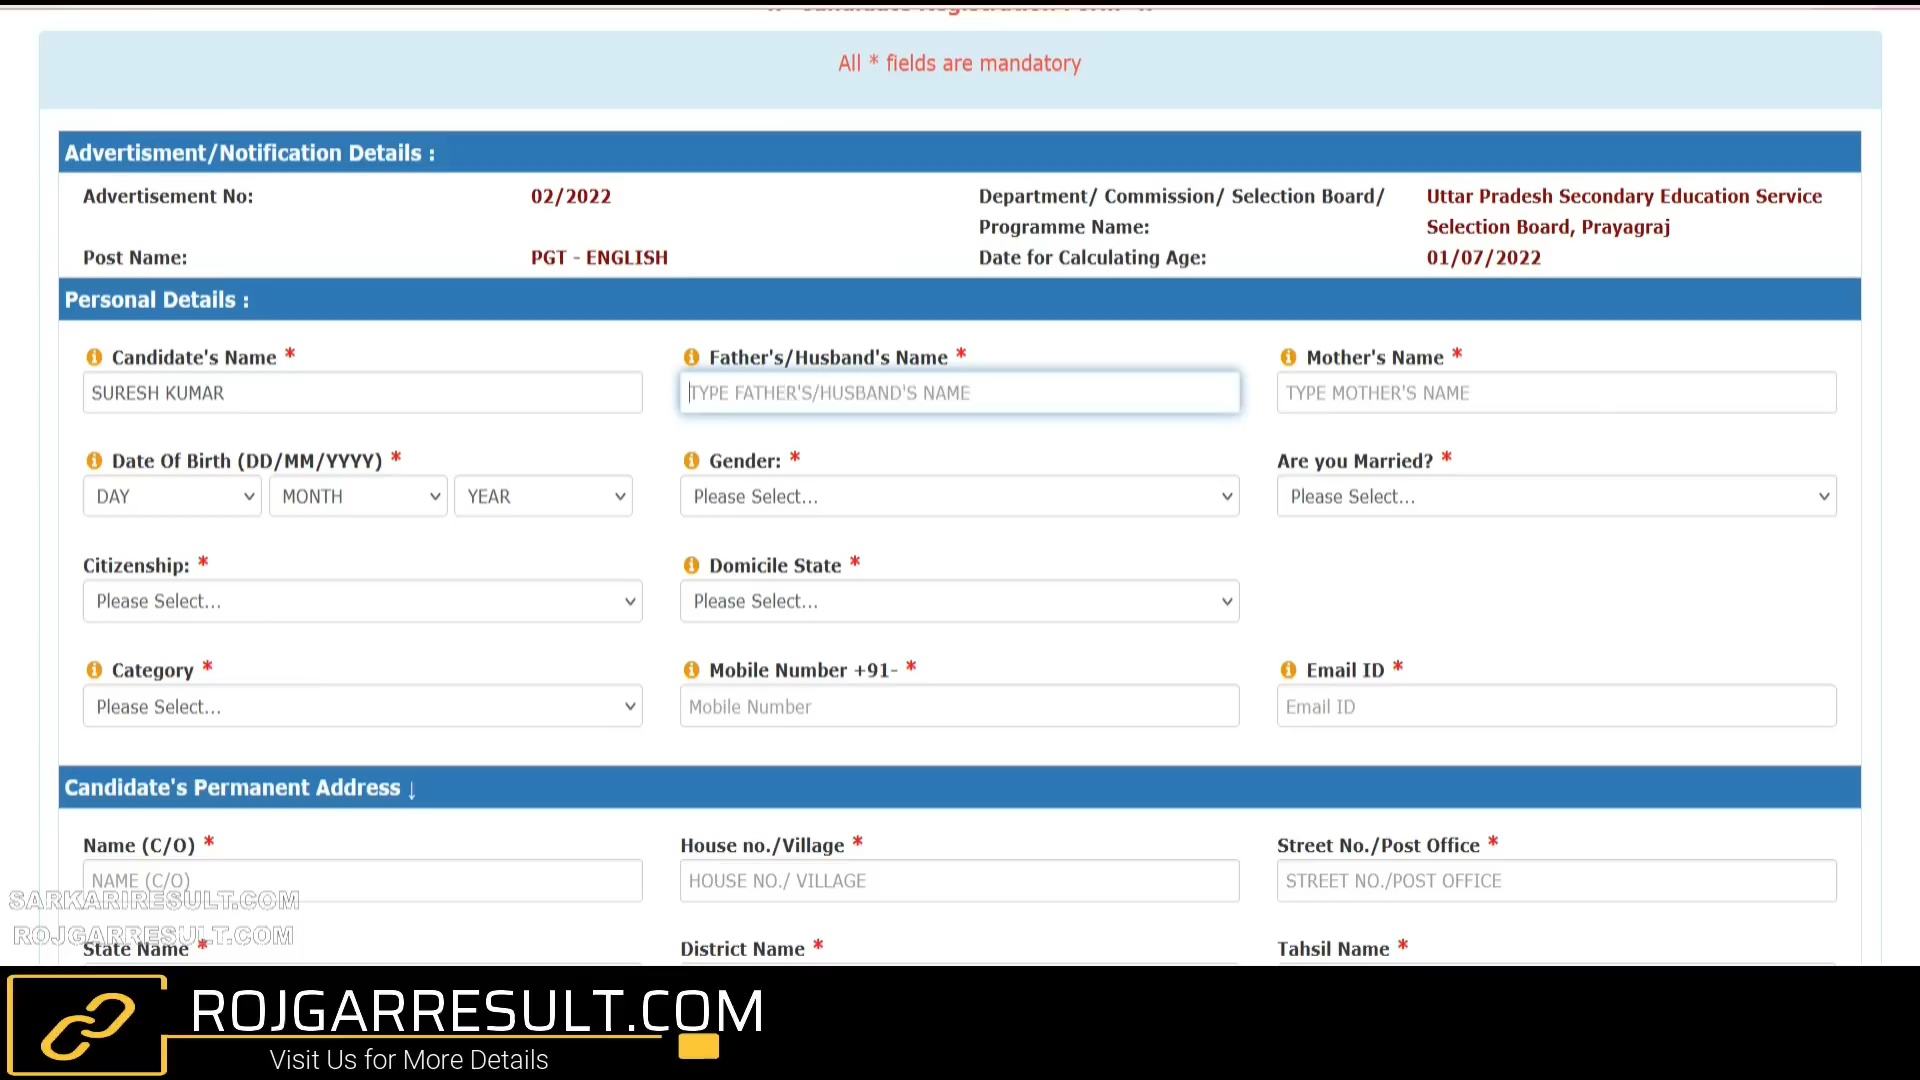 All * fields are mandatory
Advertisment/Notification Details :
Advertisement No:
02/2022
Department/ Commission/ Selection Board/
Programme Name:
Uttar Pradesh Secondary Education Service
Selection Board, Prayagraj
Post Name:
PGT - ENGLISH
Date for Calculating Age:
01/07/2022
Personal Details :
Candidate's Name *
Father's/Husband's Name *
Mother's Name *
SURESH KUMAR
TYPE FATHER'S/HUSBAND'S NAME
TYPE MOTHER'S NAME
Date Of Birth (DD/MM/YYYY) *
Gender: *
Are you Married? *
DAY
MONTH
YEAR
Please Select...
Please Select...
Citizenship: *
Domicile State *
Please Select...
Please Select...
Category *
Mobile Number +91- *
Email ID *
Please Select...
Mobile Number
Email ID
Candidate's Permanent Address ↓
Name (C/O) *
House no./Village *
Street No./Post Office *
NAME (C/O)
HOUSE NO./ VILLAGE
STREET NO./POST OFFICE
SARKARIRESULT.COM
ROJGARRESULT.COM
State Name *
District Name *
Tahsil Name *
ROJGARRESULT.COM
Visit Us for More Details